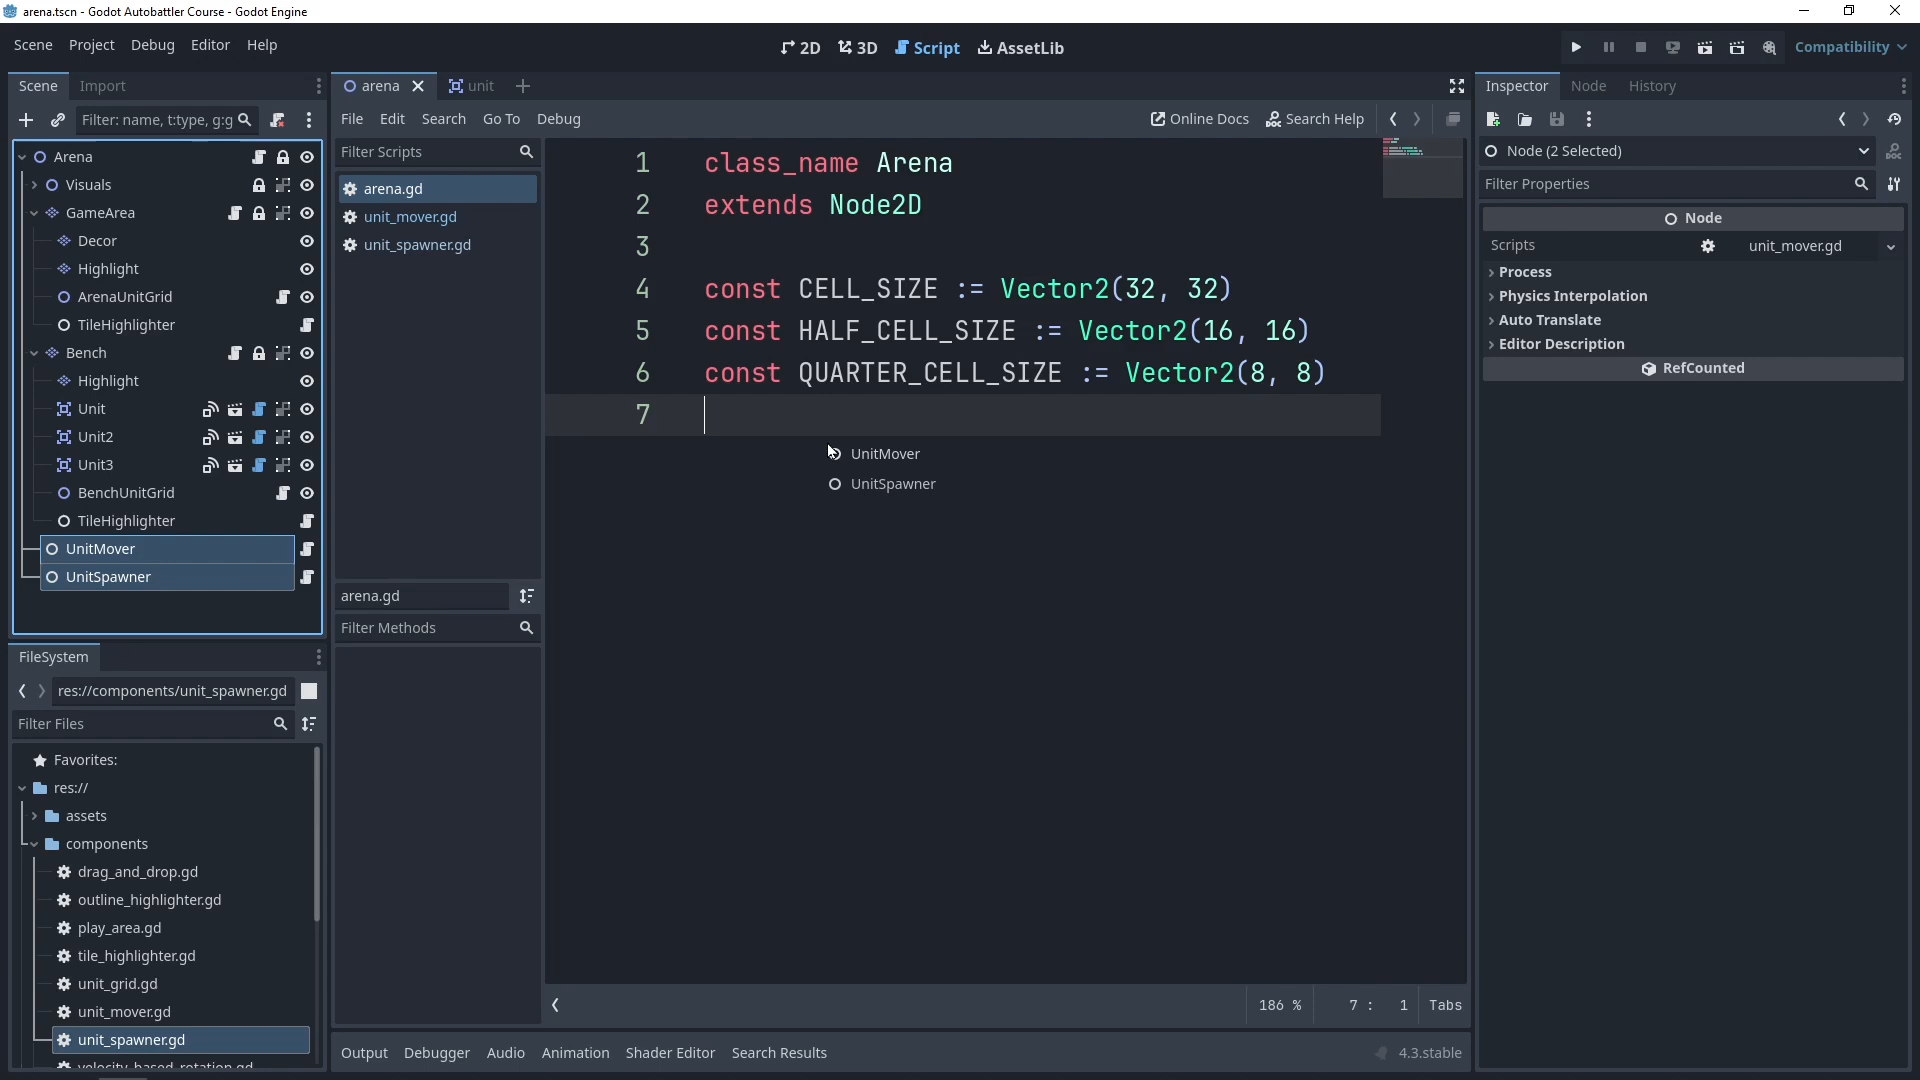 arena.tscn - Godot Autobattler Course - Godot Engine
Scene Project Debug Editor Help
2D 3D Script AssetLib
Compatibility
Scene Import
Filter: name, t:type, g:g
Arena
Visuals
GameArea
Decor
Highlight
ArenaUnitGrid
TileHighlighter
Bench
Highlight
Unit
Unit2
Unit3
BenchUnitGrid
TileHighlighter
UnitMover
UnitSpawner
FileSystem
res://components/unit_spawner.gd
Filter Files
Favorites:
res://
assets
components
drag_and_drop.gd
outline_highlighter.gd
play_area.gd
tile_highlighter.gd
unit_grid.gd
unit_mover.gd
unit_spawner.gd
velocity_based_rotation.gd
arena unit
File Edit Search Go To Debug
Online Docs Search Help
Filter Scripts
arena.gd
unit_mover.gd
unit_spawner.gd
arena.gd
Filter Methods
1 class_name Arena
2 extends Node2D
3
4 const CELL_SIZE := Vector2(32, 32)
5 const HALF_CELL_SIZE := Vector2(16, 16)
6 const QUARTER_CELL_SIZE := Vector2(8, 8)
7
UnitMover
UnitSpawner
186 % 7 : 1 Tabs
Output Debugger Audio Animation Shader Editor Search Results
4.3.stable
Inspector Node History
Node (2 Selected)
Filter Properties
Node
Scripts unit_mover.gd
Process
Physics Interpolation
Auto Translate
Editor Description
RefCounted